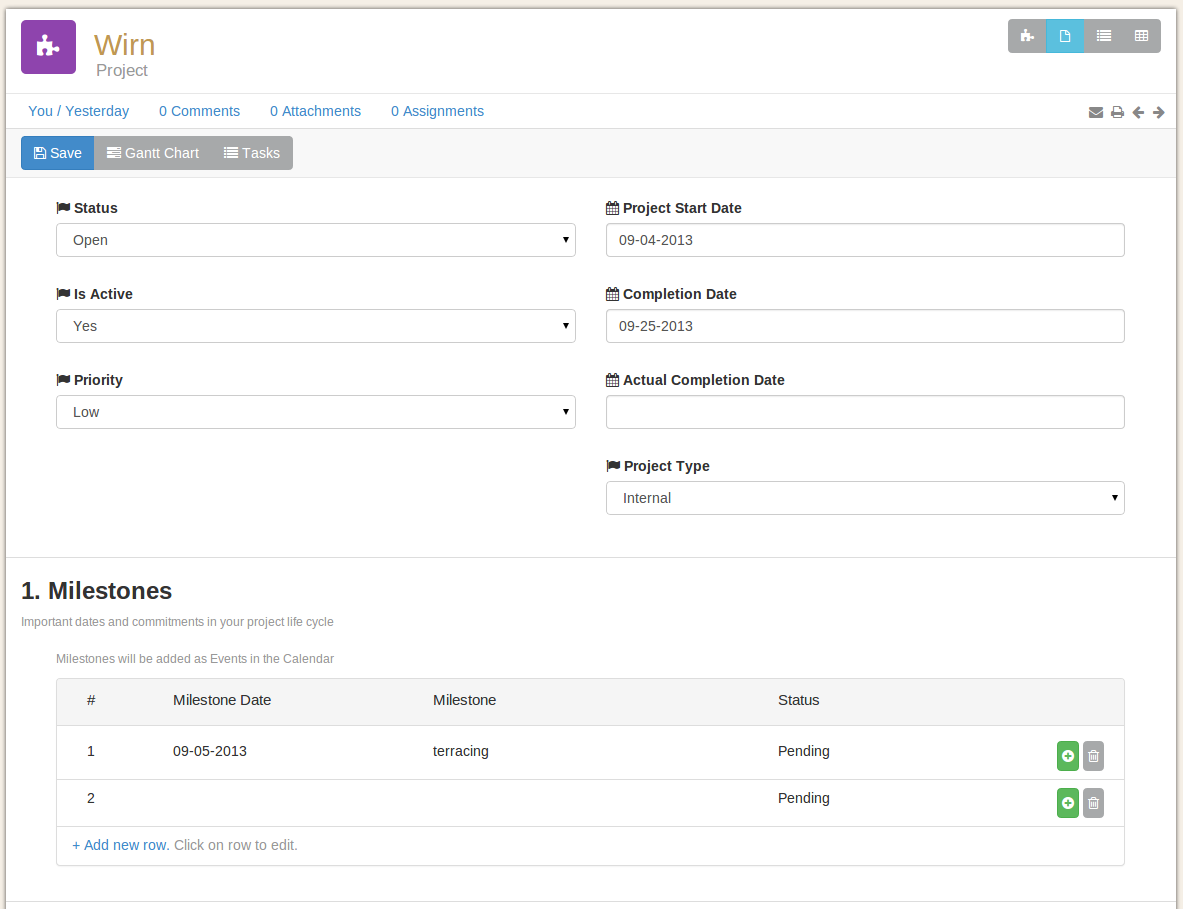 Wirn
Project
You / Yesterday 0 Comments 0 Attachments 0 Assignments
Save Gantt Chart Tasks
Status Project Start Date
Open 09-04-2013
Is Active Completion Date
Yes 09-25-2013
Priority Actual Completion Date
Low
Project Type
Internal
1. Milestones
Important dates and commitments in your project life cycle
Milestones will be added as Events in the Calendar
# Milestone Date Milestone Status
1 09-05-2013 terracing Pending
2 Pending
+ Add new row. Click on row to edit.